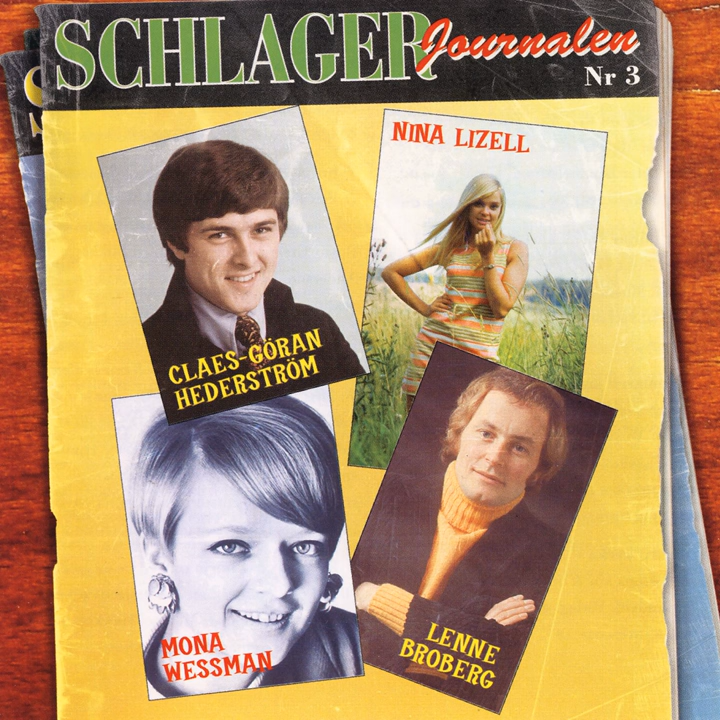 SCHLAGER Journalen
Nr 3
NINA LIZELL
CLAES-GÖRAN
HEDERSTRÖM
MONA
WESSMAN
LENNE
BROBERG